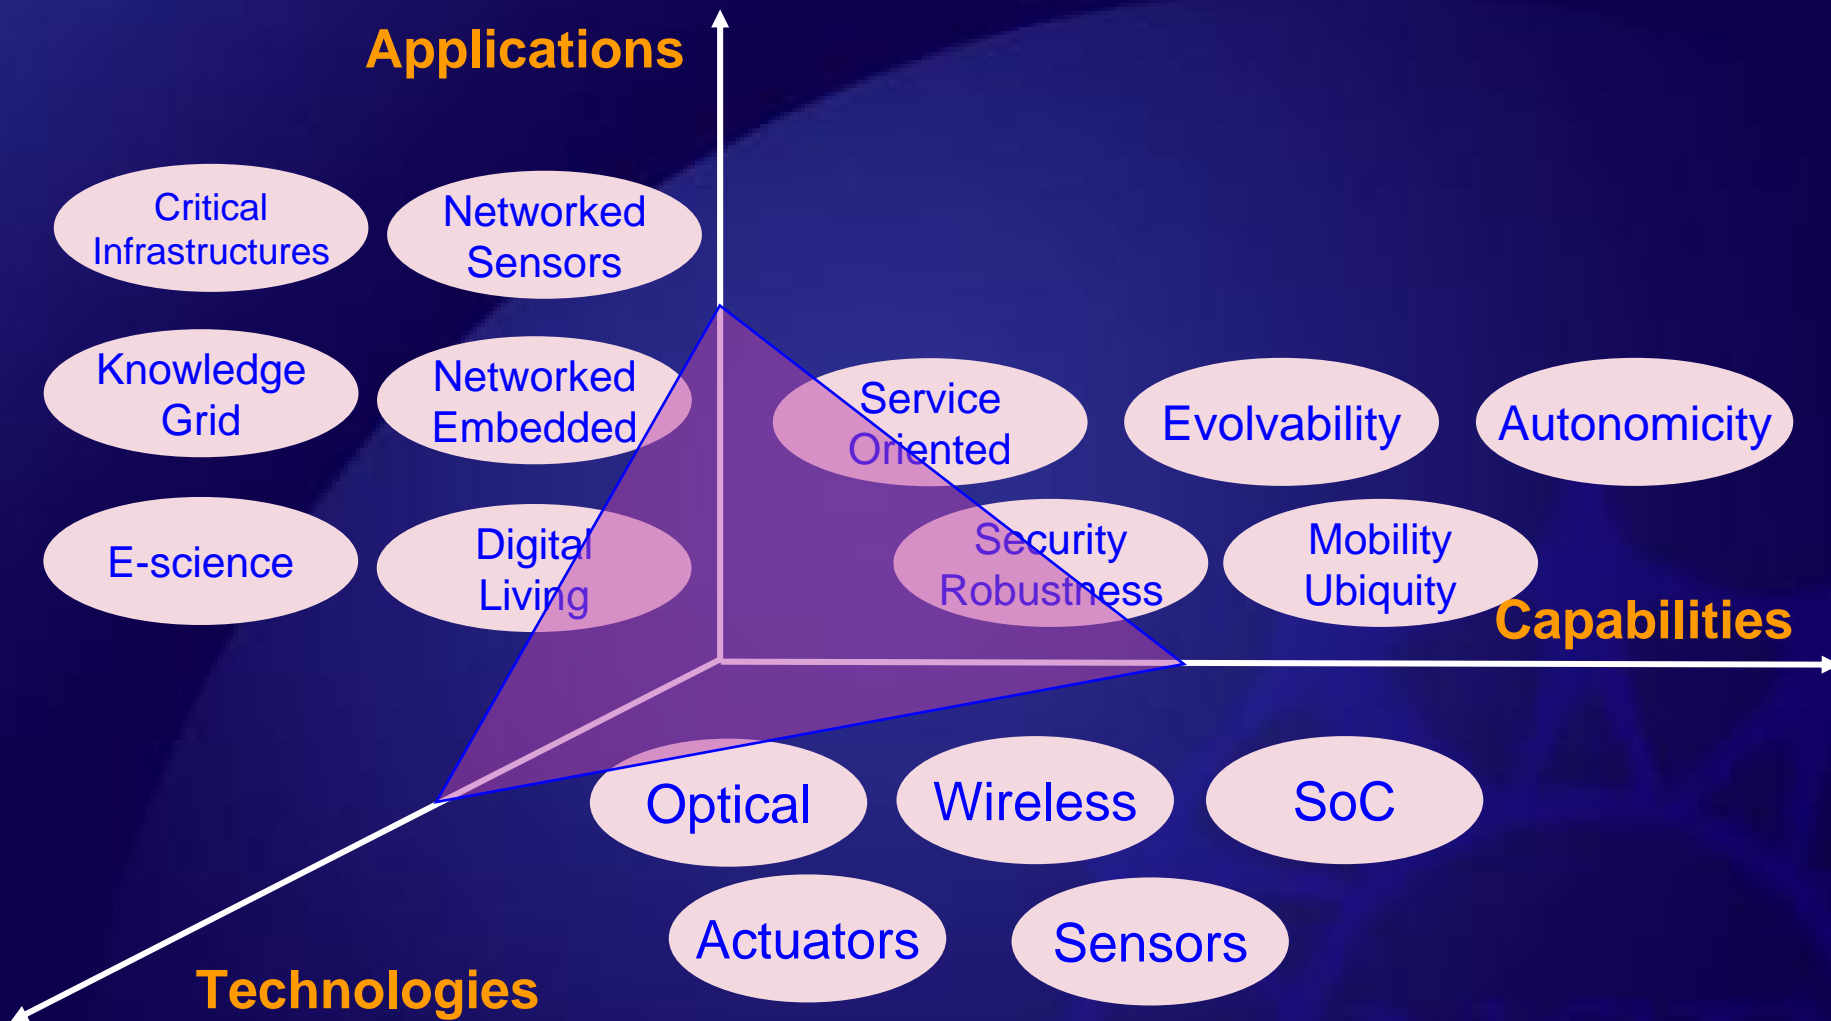 Applications
Critical
Infrastructures
Networked
Sensors
Knowledge
Grid
Networked
Embedded
E-science
Digital
Living
Service
Oriented
Evolvability
Autonomicity
Security
Robustness
Mobility
Ubiquity
Capabilities
Optical
Wireless
SoC
Actuators
Sensors
Technologies